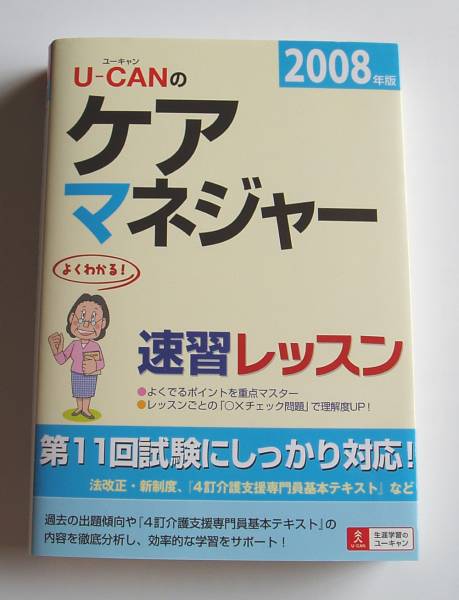 ユーキャン
U-CANの
2008年版
ケア
マネジャー
よくわかる!
速習レッスン
●よくでるポイントを重点マスター
●レッスンごとの「○×チェック問題」で理解度UP!
第11回試験にしっかり対応!
法改正・新制度、『4訂介護支援専門員基本テキスト』など
過去の出題傾向や『4訂介護支援専門員基本テキスト』の
内容を徹底分析し、効率的な学習をサポート!
U-CAN
生涯学習の
ユーキャン